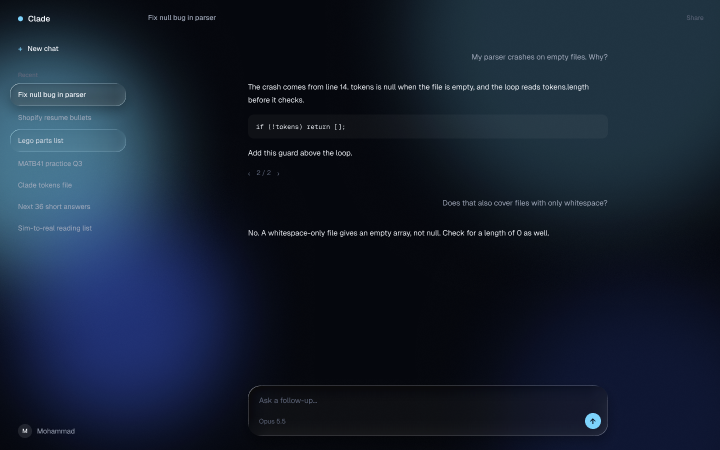 Clade
Fix null bug in parser
Share
+ New chat
Recent
Fix null bug in parser
Shopify resume bullets
Lego parts list
MATB41 practice Q3
Clade tokens file
Next 36 short answers
Sim-to-real reading list
My parser crashes on empty files. Why?
The crash comes from line 14. tokens is null when the file is empty, and the loop reads tokens.length
before it checks.
if (!tokens) return [];
Add this guard above the loop.
‹ 2 / 2 ›
Does that also cover files with only whitespace?
No. A whitespace-only file gives an empty array, not null. Check for a length of 0 as well.
Ask a follow-up…
Opus 5.5
M Mohammad